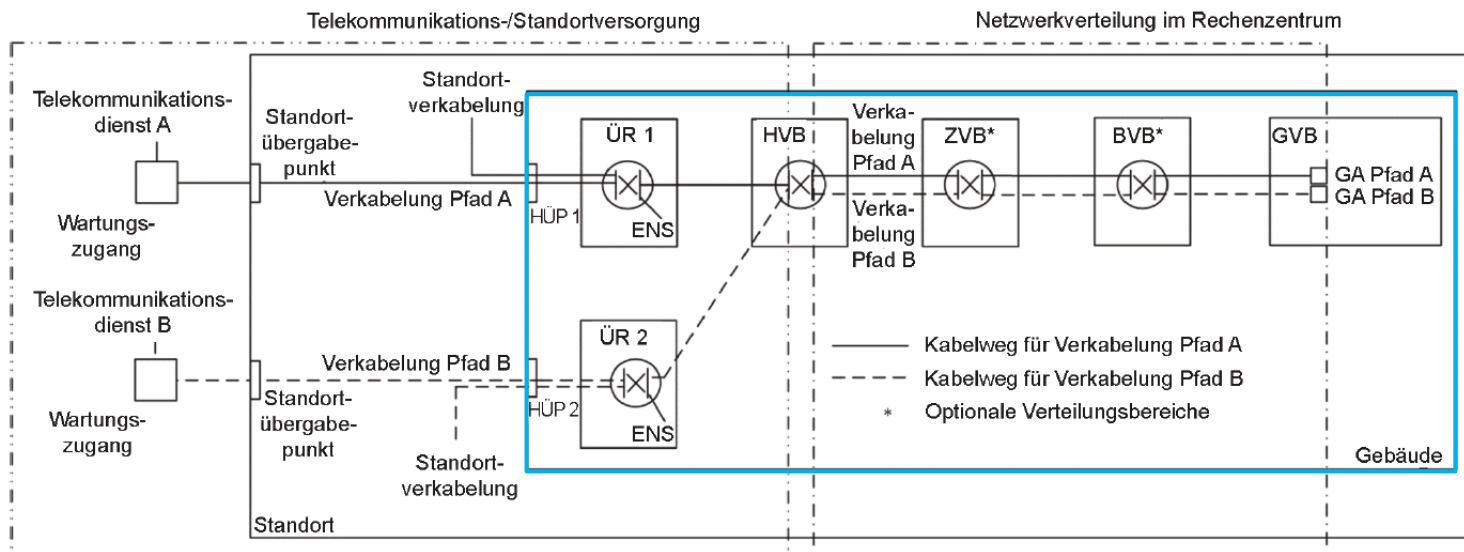 Telekommunikations-/Standortversorgung
Netzwerkverteilung im Rechenzentrum
Telekommunikations-
dienst A
Wartungs-
zugang
Standort-
übergabe-
punkt
Standort-
verkabelung
Verkabelung Pfad A
HÜP 1
ÜR 1
ENS
HVB
Verka-
belung
Pfad A
Verka-
belung
Pfad B
ZVB*
BVB*
GVB
GA Pfad A
GA Pfad B
Telekommunikations-
dienst B
Wartungs-
zugang
Verkabelung Pfad B
Standort-
übergabe-
punkt
HÜP 2
Standort-
verkabelung
ÜR 2
ENS
Kabelweg für Verkabelung Pfad A
Kabelweg für Verkabelung Pfad B
* Optionale Verteilungsbereiche
Gebäude
Standort